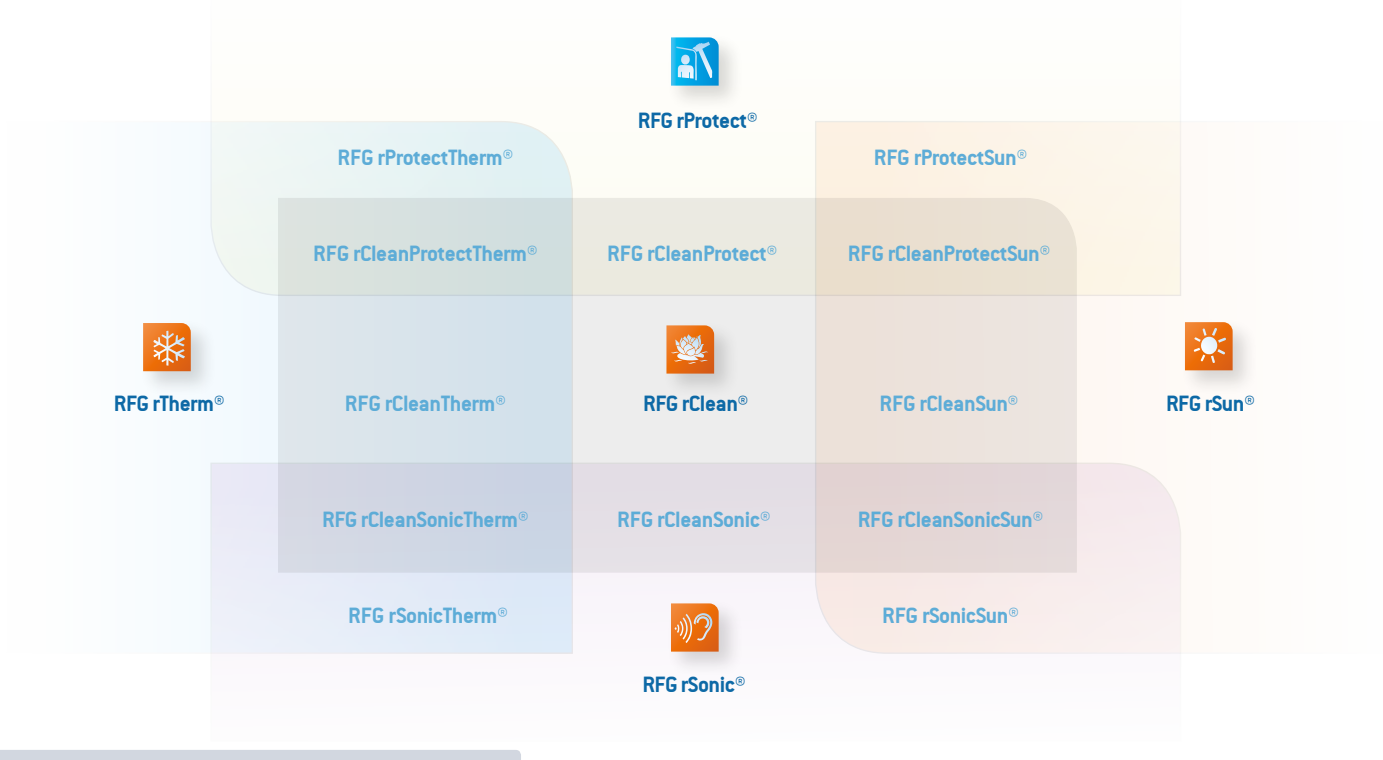 RFG rProtect®
RFG rProtectTherm®
RFG rProtectSun®
RFG rCleanProtectTherm®
RFG rCleanProtect®
RFG rCleanProtectSun®
RFG rTherm®
RFG rCleanTherm®
RFG rClean®
RFG rCleanSun®
RFG rSun®
RFG rCleanSonicTherm®
RFG rCleanSonic®
RFG rCleanSonicSun®
RFG rSonicTherm®
RFG rSonicSun®
RFG rSonic®